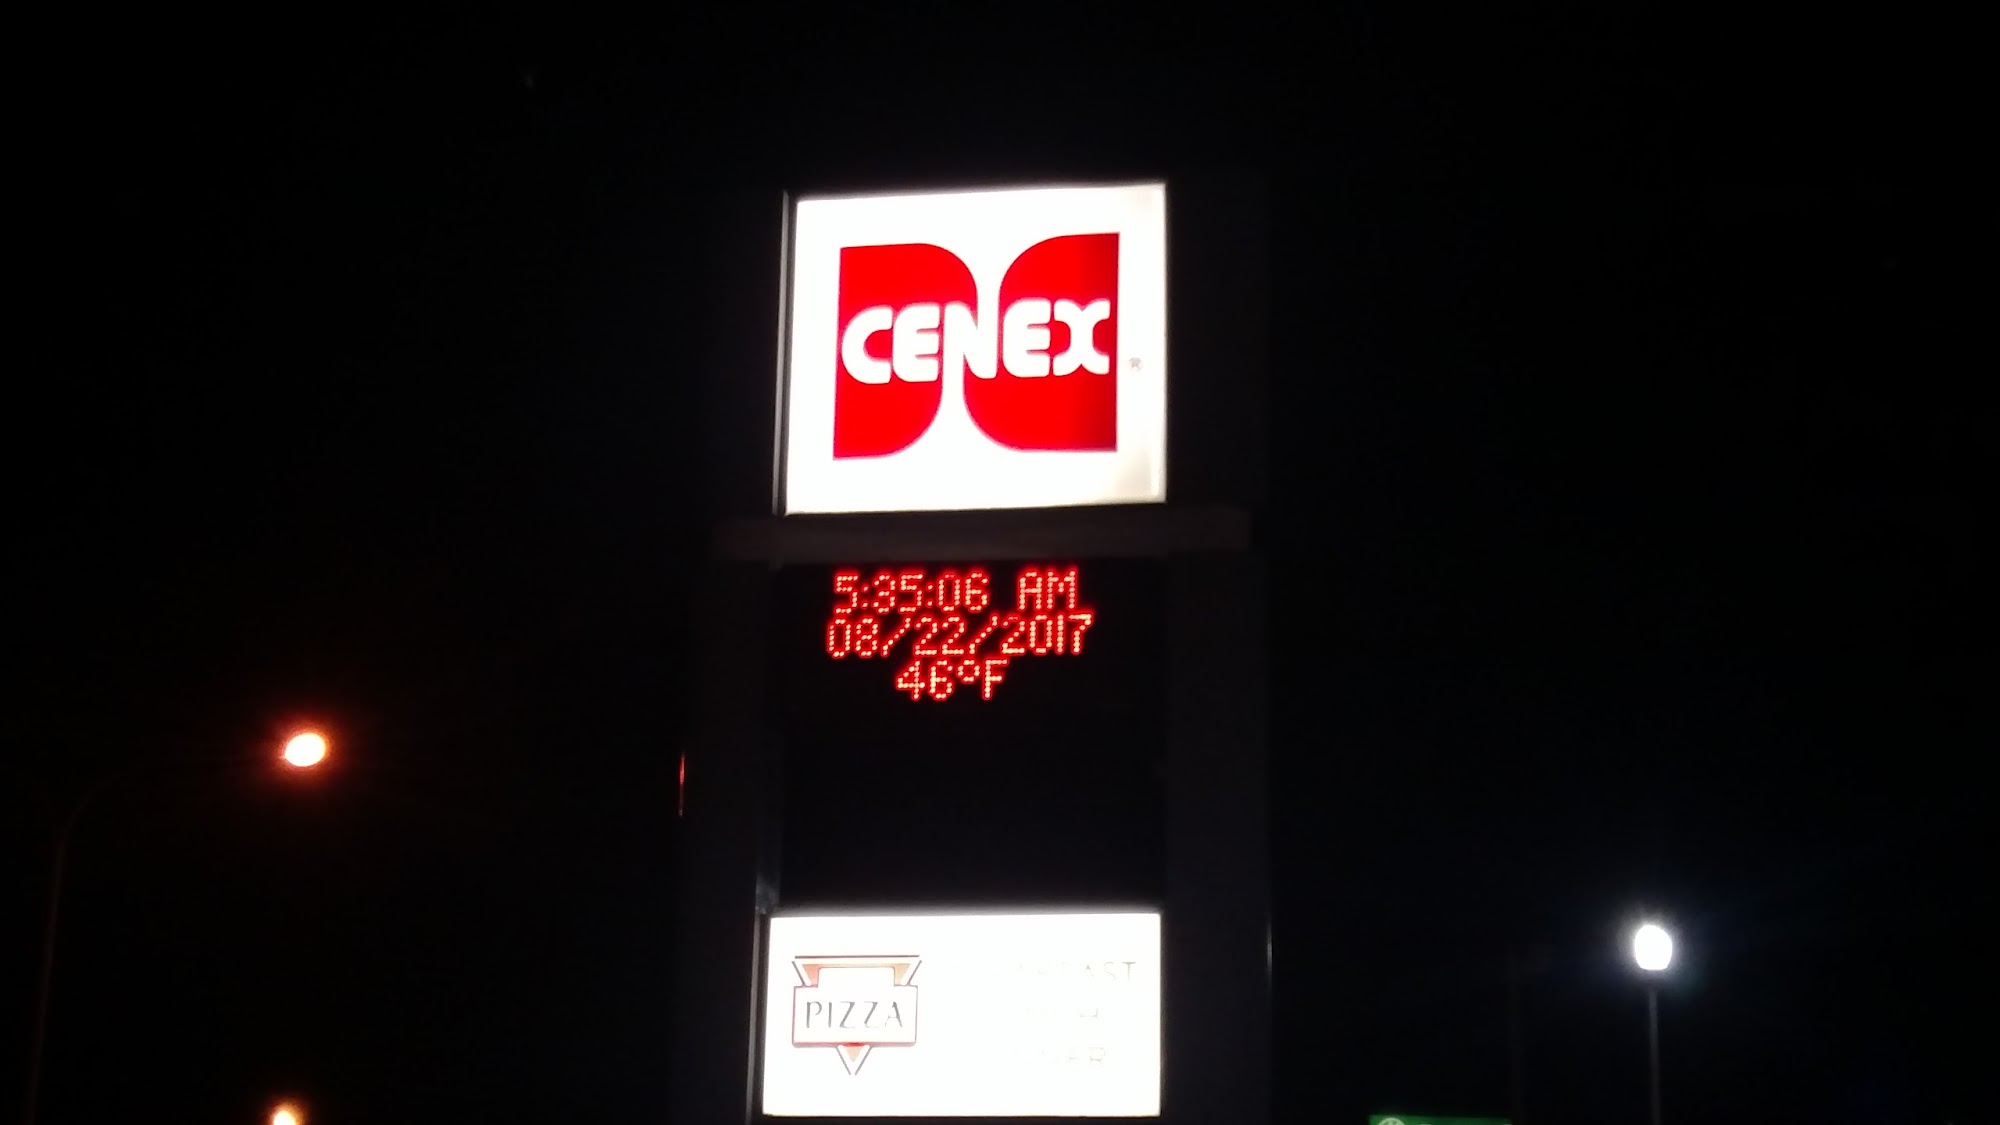 CENEX
®
5:35:06 AM
08/22/2017
46°F
PIZZA